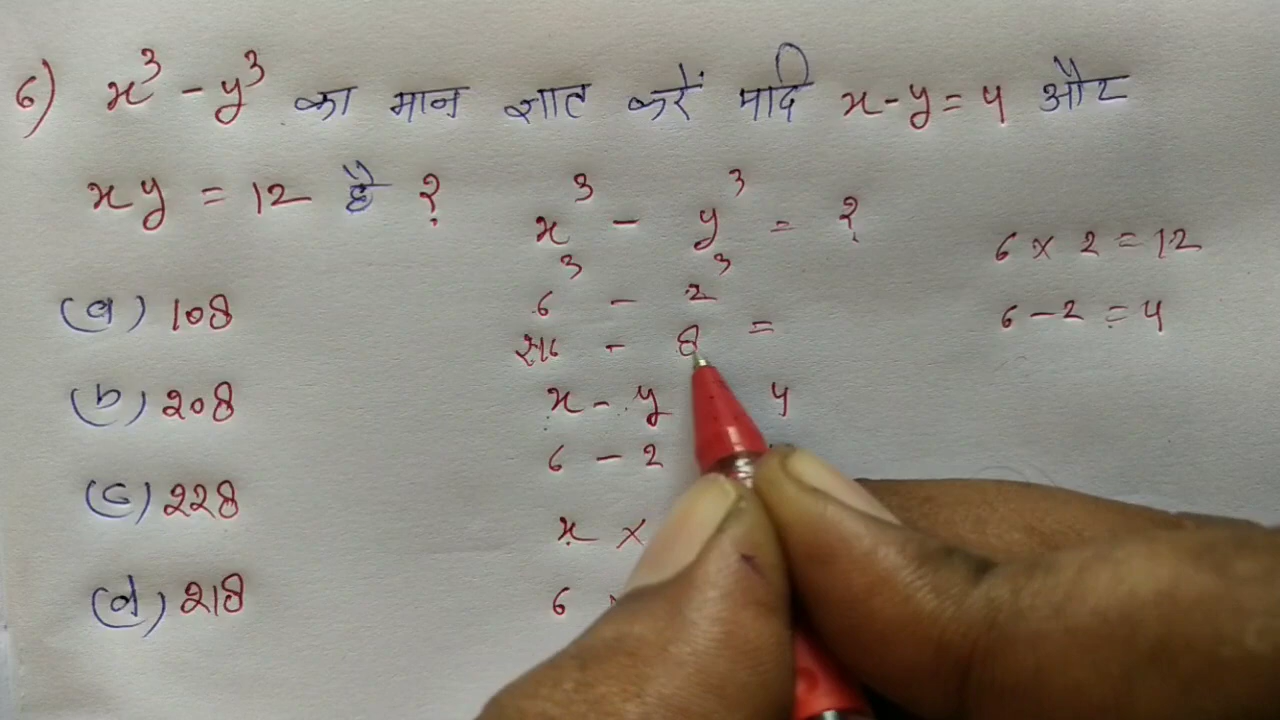 6) x³ - y³ का मान ज्ञात करें यदि x - y = 4 और
xy = 12 है ?
(a) 108
(b) 208
(c) 228
(d) 218
x³ - y³ = ?
6³ - 2³
216 - 8 =
x - y 4
6 - 2
x ×
6
6 × 2 = 12
6 - 2 = 4